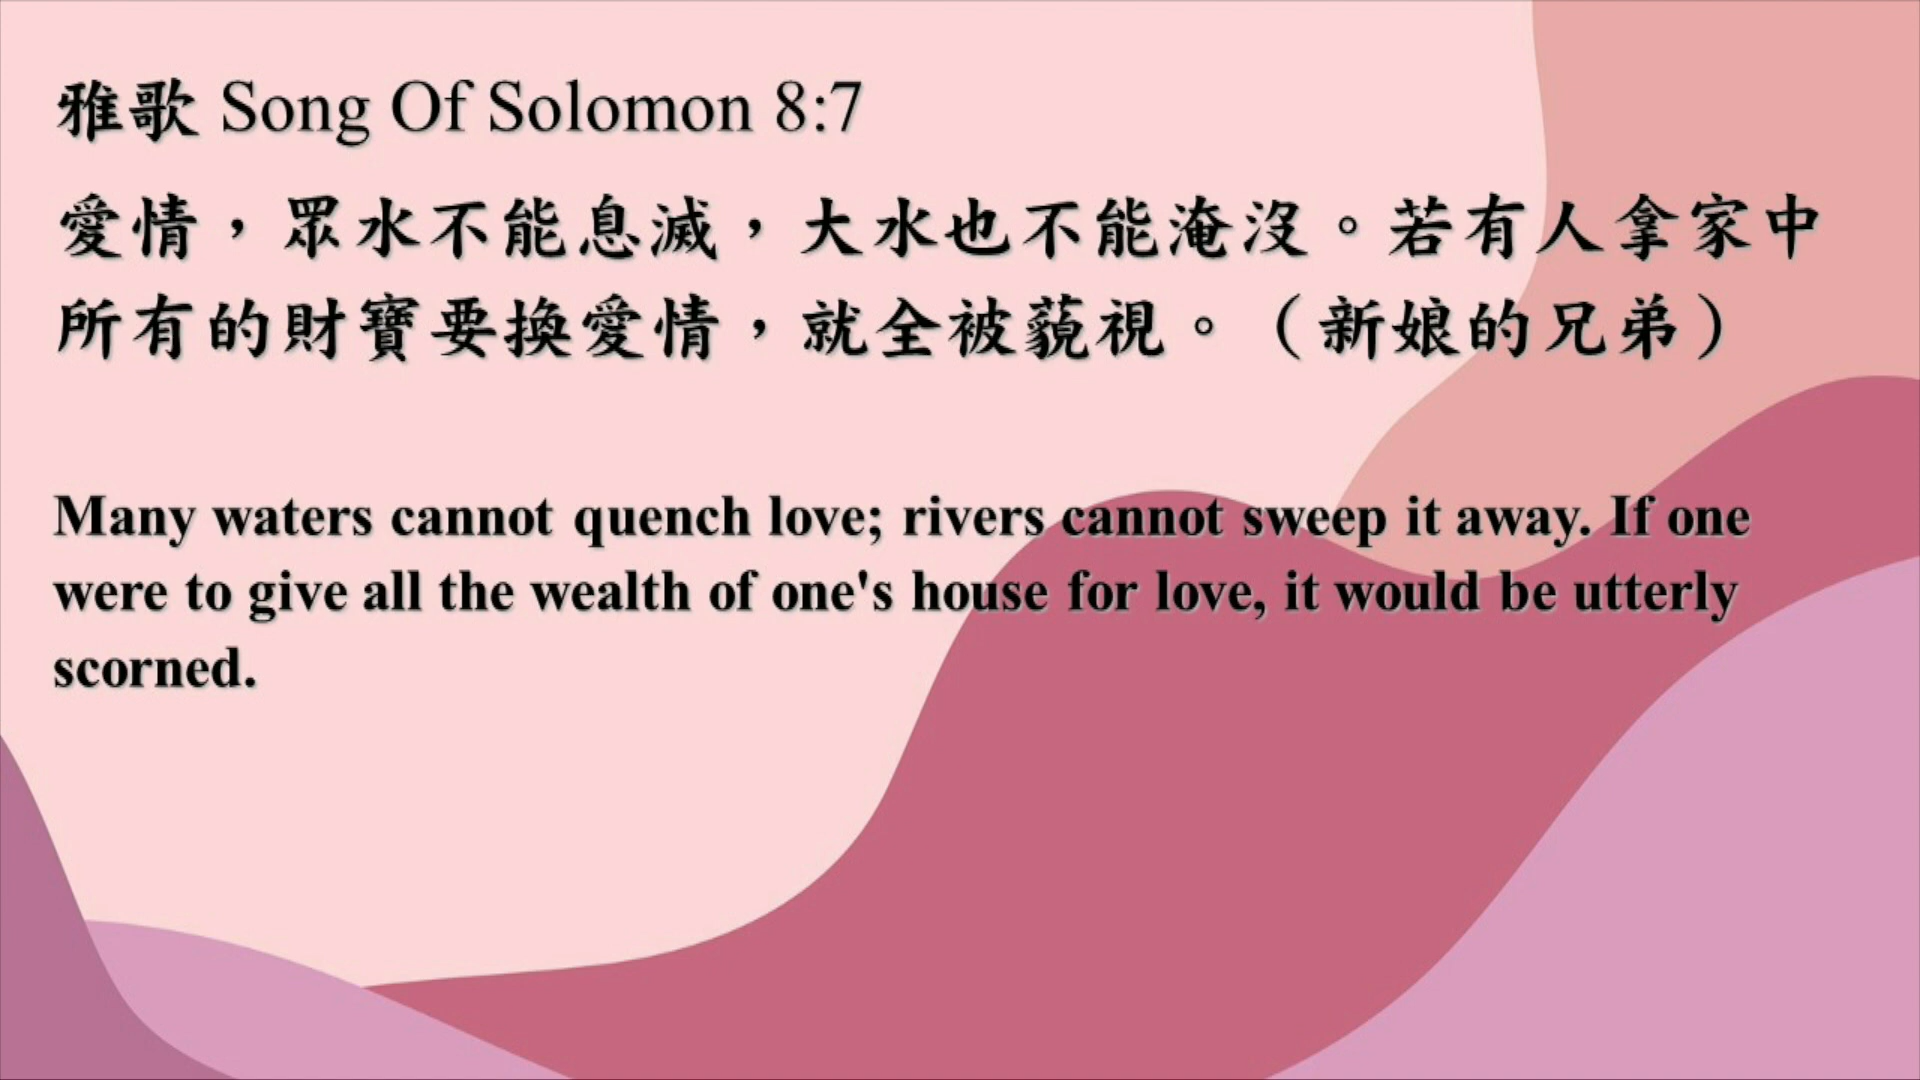 雅歌 Song Of Solomon 8:7
愛情，眾水不能息滅，大水也不能淹沒。若有人拿家中
所有的財寶要換愛情，就全被藐視。（新娘的兄弟）
Many waters cannot quench love; rivers cannot sweep it away. If one
were to give all the wealth of one's house for love, it would be utterly
scorned.